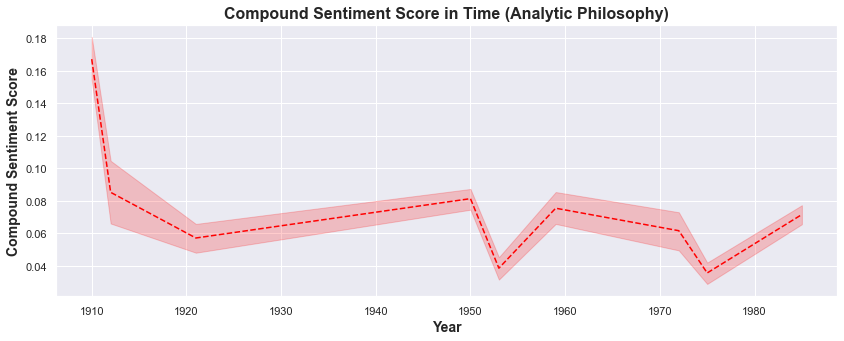 Compound Sentiment Score in Time (Analytic Philosophy)
Compound Sentiment Score
0.18
0.16
0.14
0.12
0.10
0.08
0.06
0.04
1910 1920 1930 1940 1950 1960 1970 1980
Year